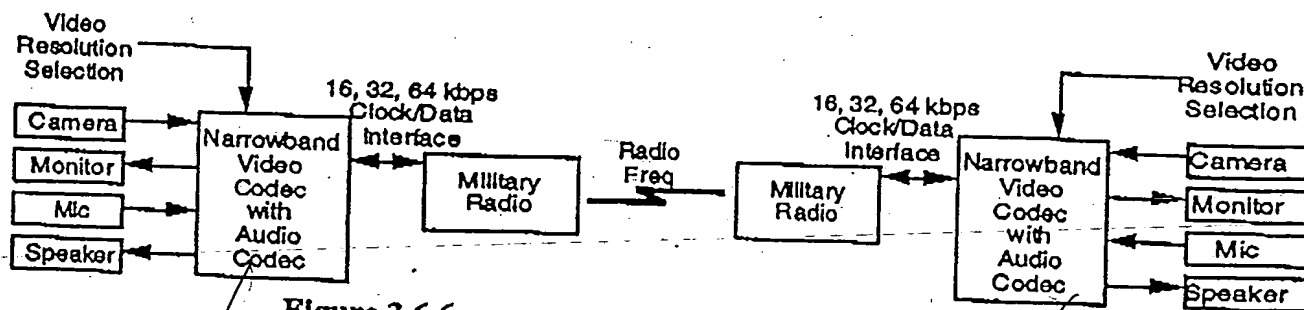 Video
Resolution
Selection
Camera
Monitor
Mic
Speaker
Narrowband
Video
Codec
with
Audio
Codec
16, 32, 64 kbps
Clock/Data
Interface
Military
Radio
Radio
Freq
Military
Radio
16, 32, 64 kbps
Clock/Data
Interface
Narrowband
Video
Codec
with
Audio
Codec
Video
Resolution
Selection
Camera
Monitor
Mic
Speaker
Figure